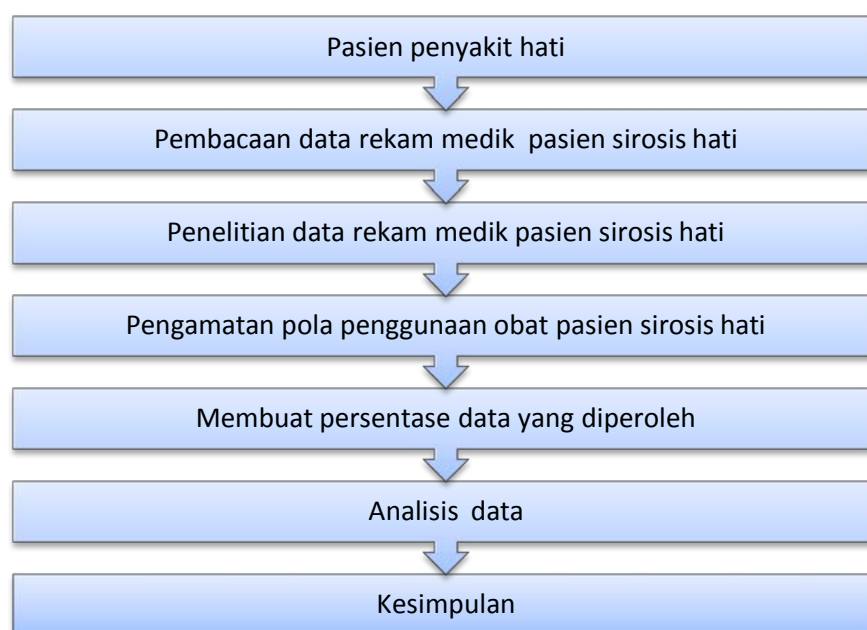 Pasien penyakit hati
Pembacaan data rekam medik pasien sirosis hati
Penelitian data rekam medik pasien sirosis hati
Pengamatan pola penggunaan obat pasien sirosis hati
Membuat persentase data yang diperoleh
Analisis data
Kesimpulan